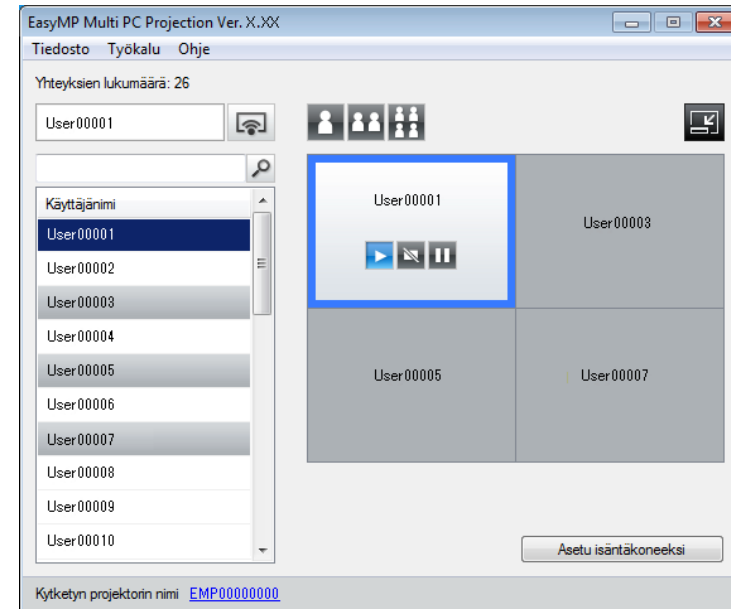 EasyMP Multi PC Projection Ver. X.XX
Tiedosto Työkalu Ohje
Yhteyksien lukumäärä: 26
User00001
Käyttäjänimi
User00001
User00002
User00003
User00004
User00005
User00006
User00007
User00008
User00009
User00010
User00001
User00003
User00005
User00007
Asetu isäntäkoneeksi
Kytketyn projektorin nimi EMP00000000